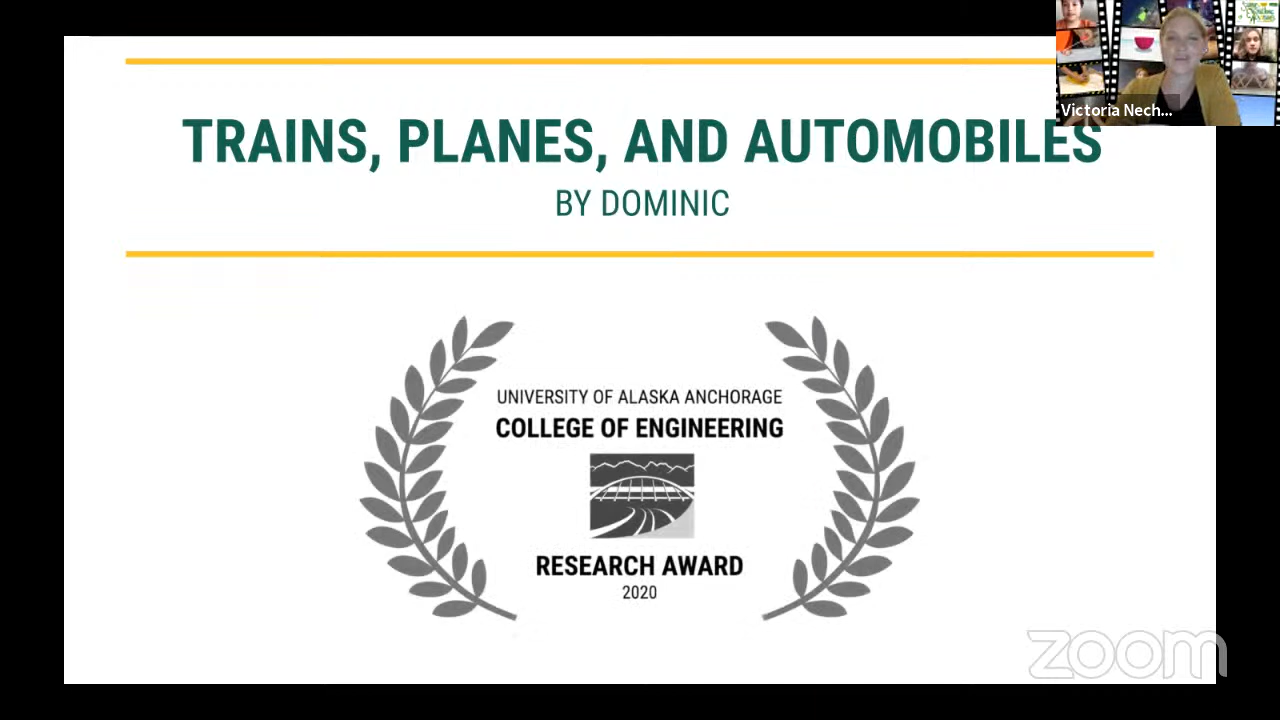 TRAINS, PLANES, AND AUTOMOBILES
BY DOMINIC
Victoria Nech...
UNIVERSITY OF ALASKA ANCHORAGE
COLLEGE OF ENGINEERING
RESEARCH AWARD
2020
zoom